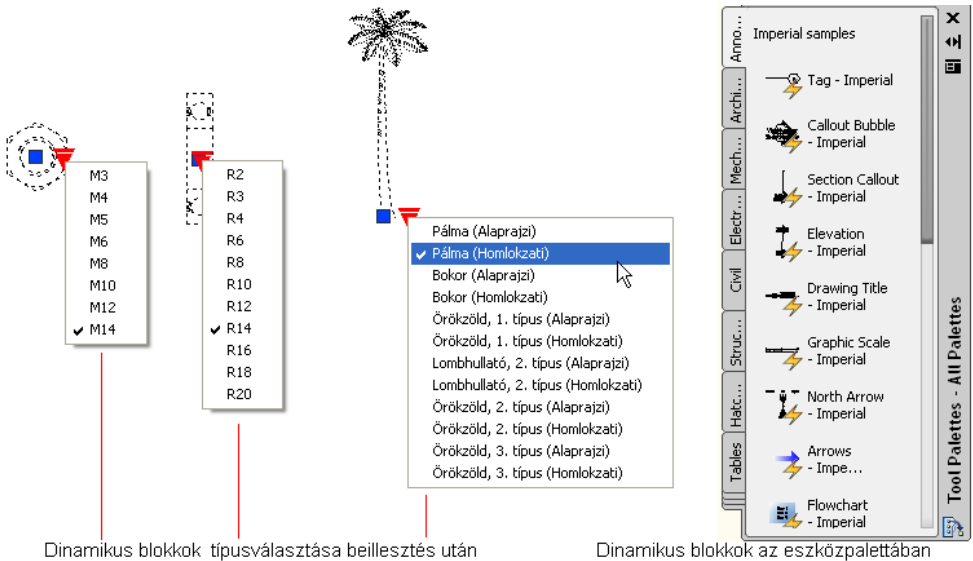 M3
M4
M5
M6
M8
M10
M12
M14
R2
R3
R4
R6
R8
R10
R12
R14
R16
R18
R20
Pálma (Alaprajzi)
Pálma (Homlokzati)
Bokor (Alaprajzi)
Bokor (Homlokzati)
Örökzöld, 1. típus (Alaprajzi)
Örökzöld, 1. típus (Homlokzati)
Lombhullató, 2. típus (Alaprajzi)
Lombhullató, 2. típus (Homlokzati)
Örökzöld, 2. típus (Alaprajzi)
Örökzöld, 2. típus (Homlokzati)
Örökzöld, 3. típus (Alaprajzi)
Örökzöld, 3. típus (Homlokzati)
Anno...
Archi...
Mech...
Electr...
Civil
Struc...
Hatc...
Tables
Imperial samples
Tag - Imperial
Callout Bubble
- Imperial
Section Callout
- Imperial
Elevation
- Imperial
Drawing Title
- Imperial
Graphic Scale
- Imperial
North Arrow
- Imperial
Arrows
- Impe...
Flowchart
- Imperial
Tool Palettes - All Palettes
Dinamikus blokkok típusválasztása beillesztés után
Dinamikus blokkok az eszközpalettában